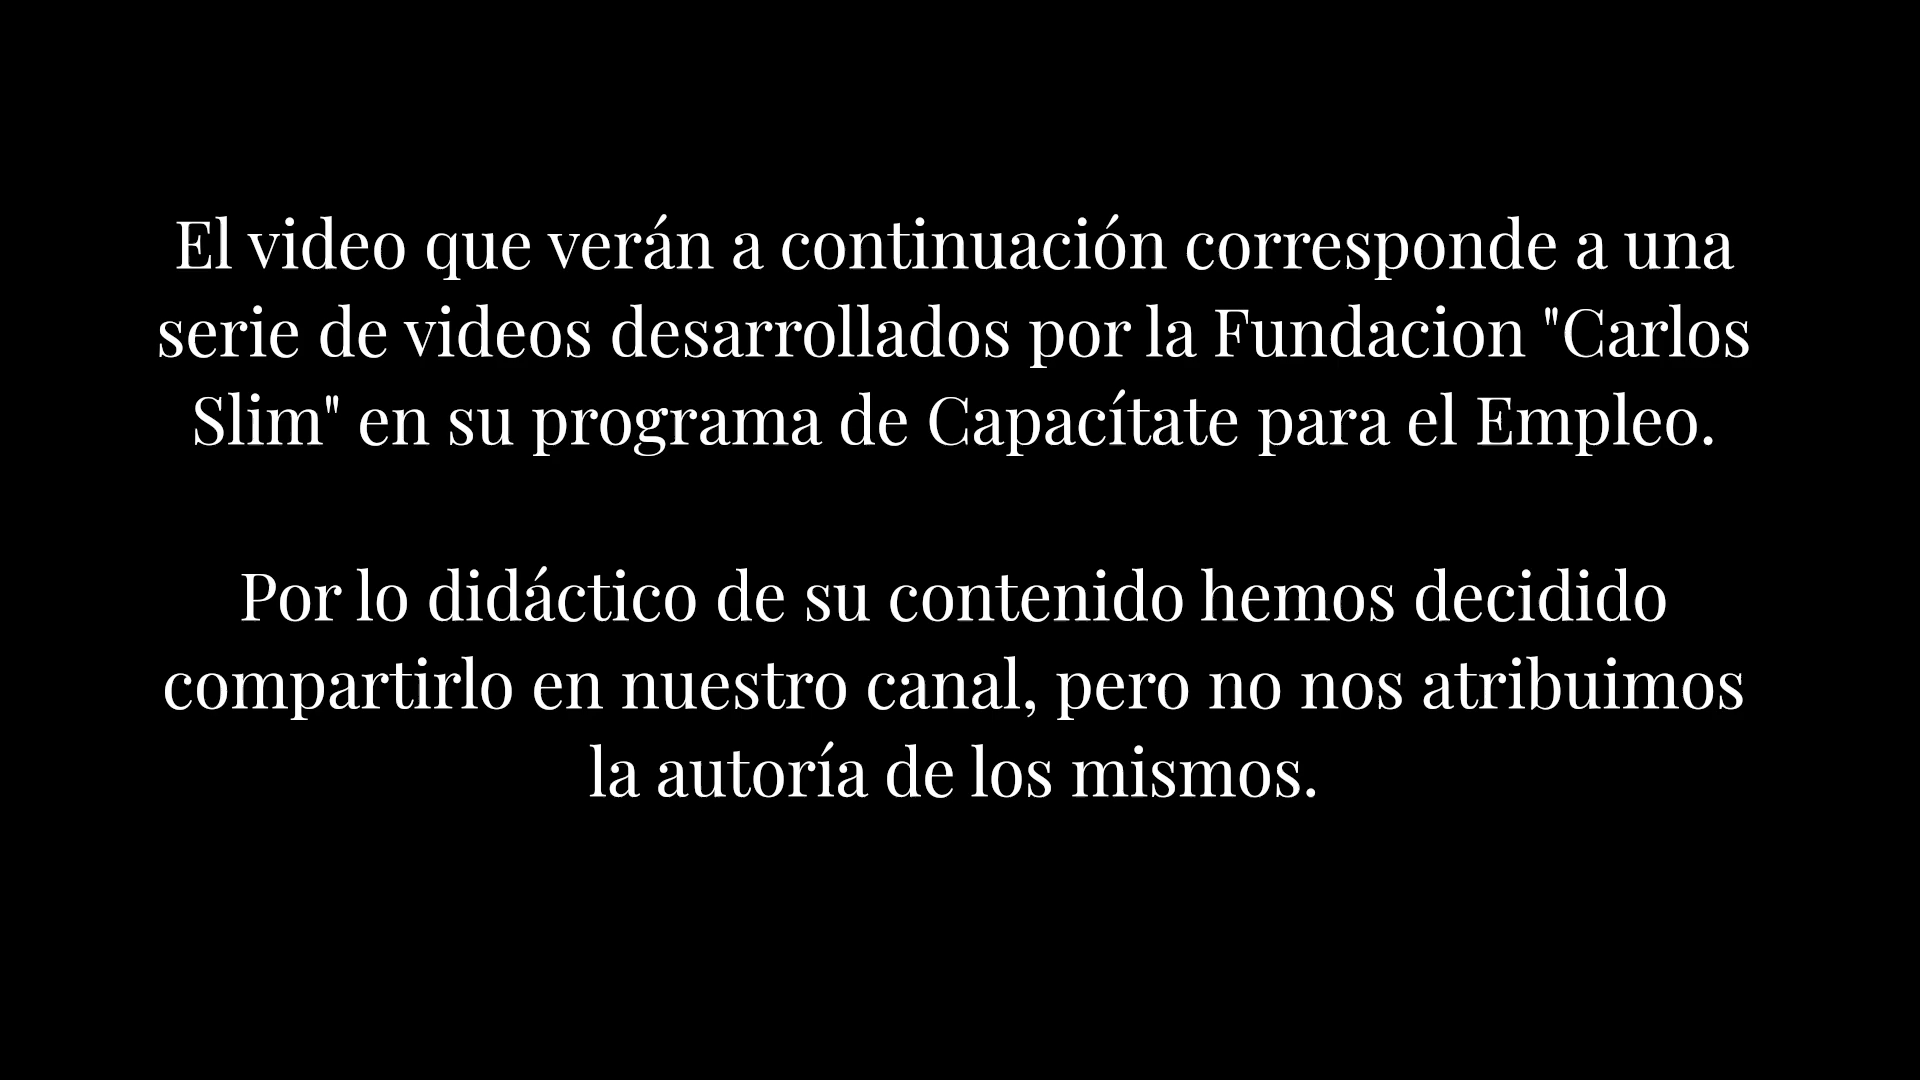 El video que verán a continuación corresponde a una
serie de videos desarrollados por la Fundacion "Carlos
Slim" en su programa de Capacítate para el Empleo.
Por lo didáctico de su contenido hemos decidido
compartirlo en nuestro canal, pero no nos atribuimos
la autoría de los mismos.